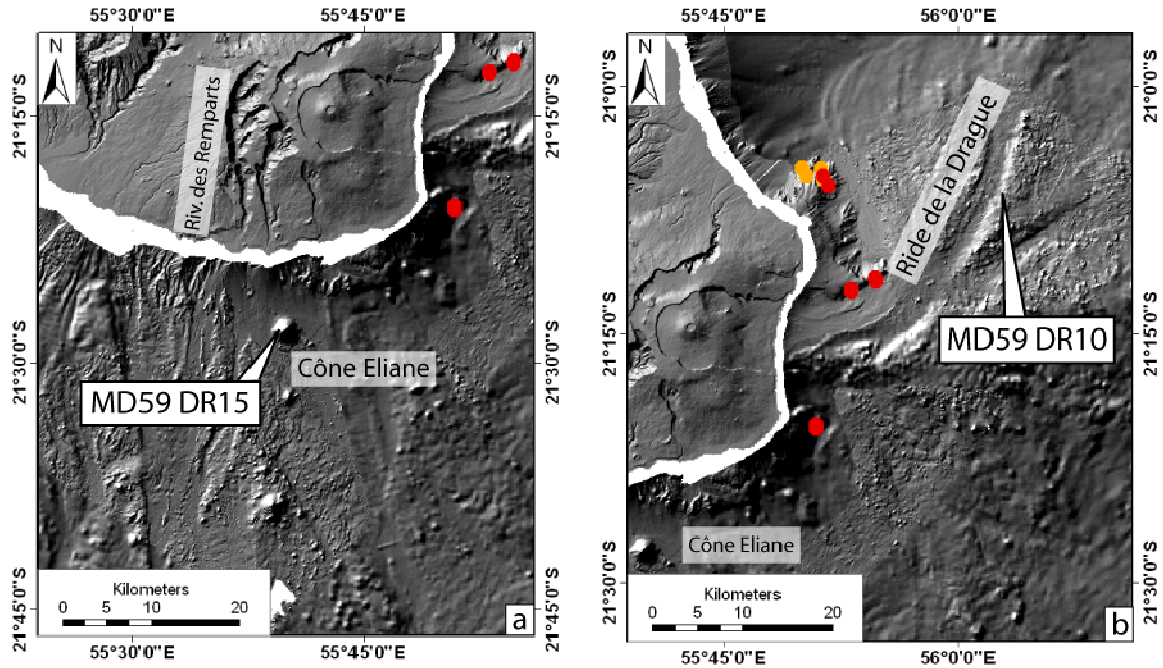 55°30'0"E
55°45'0"E
N
Riv. des Remparts
21°15'0"S
21°15'0"S
21°30'0"S
21°30'0"S
Cône Eliane
MD59 DR15
21°45'0"S
21°45'0"S
Kilometers
0 5 10 20
a
55°30'0"E
55°45'0"E
55°45'0"E
56°0'0"E
N
21°0'0"S
21°0'0"S
Ride de la Drague
21°15'0"S
21°15'0"S
MD59 DR10
Cône Eliane
21°30'0"S
21°30'0"S
Kilometers
0 5 10 20
b
55°45'0"E
56°0'0"E